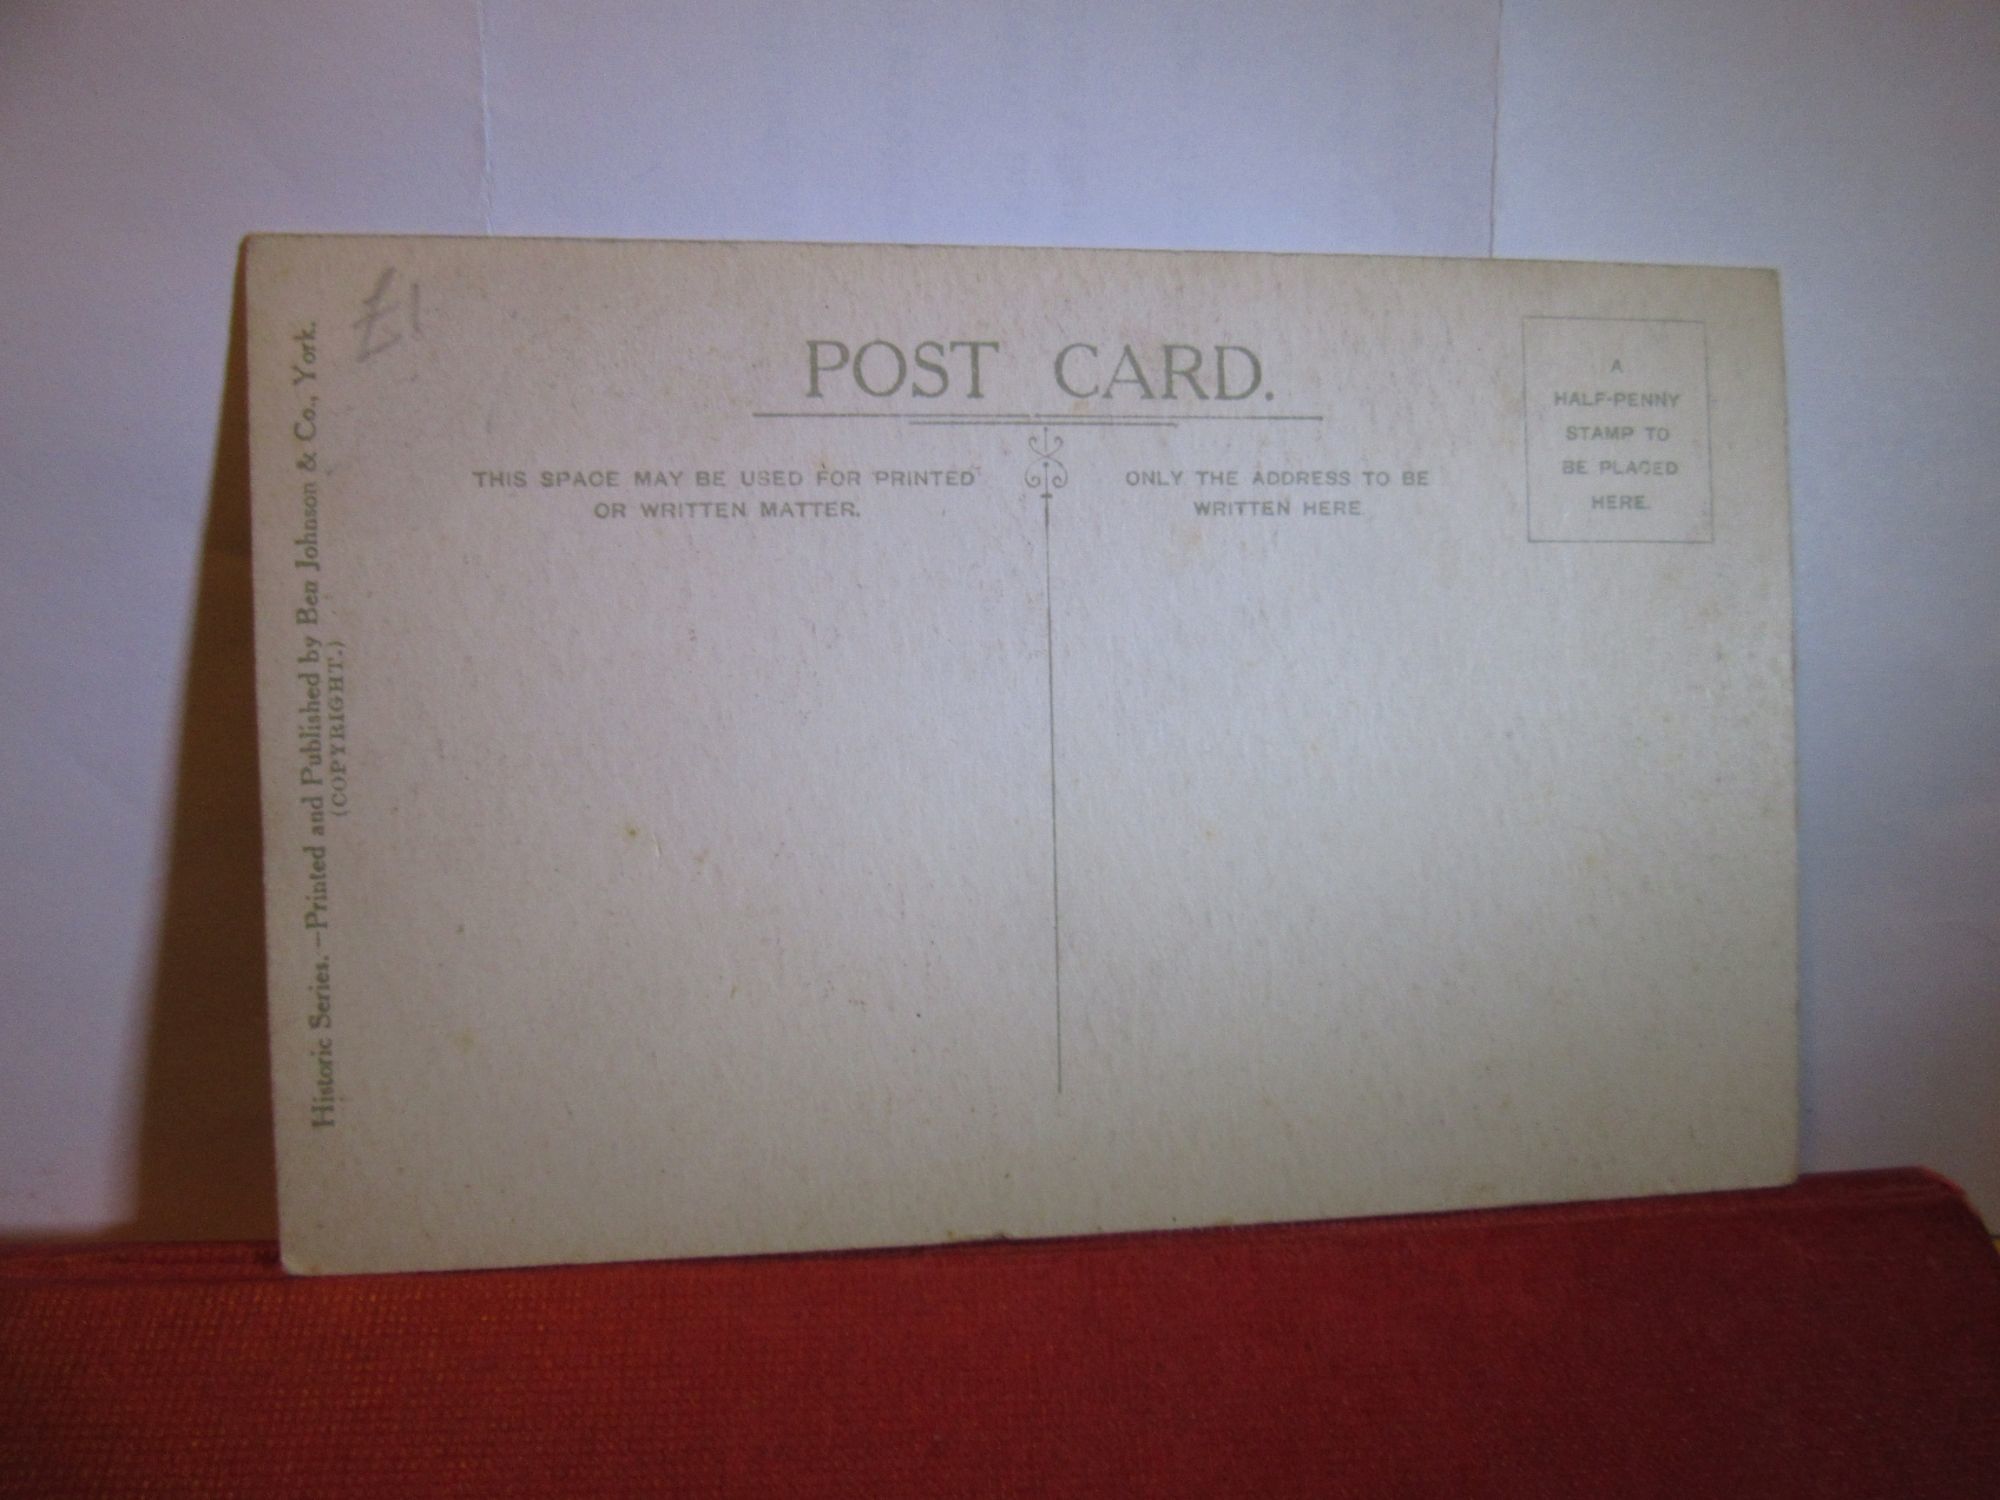 £1
POST CARD.
THIS SPACE MAY BE USED FOR PRINTED
OR WRITTEN MATTER.
ONLY THE ADDRESS TO BE
WRITTEN HERE.
A
HALF-PENNY
STAMP TO
BE PLACED
HERE.
Historic Series.—Printed and Published by Ben Johnson & Co., York.
(COPYRIGHT.)